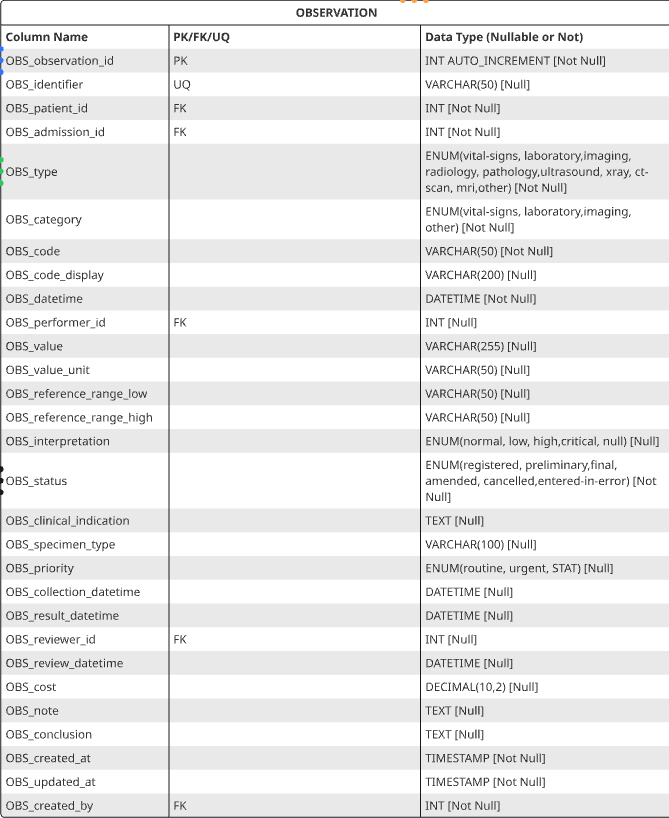 OBSERVATION
Column Name PK/FK/UQ Data Type (Nullable or Not)
OBS_observation_id PK INT AUTO_INCREMENT [Not Null]
OBS_identifier UQ VARCHAR(50) [Null]
OBS_patient_id FK INT [Not Null]
OBS_admission_id FK INT [Not Null]
OBS_type ENUM(vital-signs, laboratory,imaging,
radiology, pathology,ultrasound, xray, ct-
scan, mri,other) [Not Null]
OBS_category ENUM(vital-signs, laboratory,imaging,
other) [Not Null]
OBS_code VARCHAR(50) [Not Null]
OBS_code_display VARCHAR(200) [Null]
OBS_datetime DATETIME [Not Null]
OBS_performer_id FK INT [Null]
OBS_value VARCHAR(255) [Null]
OBS_value_unit VARCHAR(50) [Null]
OBS_reference_range_low VARCHAR(50) [Null]
OBS_reference_range_high VARCHAR(50) [Null]
OBS_interpretation ENUM(normal, low, high,critical, null) [Null]
OBS_status ENUM(registered, preliminary,final,
amended, cancelled,entered-in-error) [Not
Null]
OBS_clinical_indication TEXT [Null]
OBS_specimen_type VARCHAR(100) [Null]
OBS_priority ENUM(routine, urgent, STAT) [Null]
OBS_collection_datetime DATETIME [Null]
OBS_result_datetime DATETIME [Null]
OBS_reviewer_id FK INT [Null]
OBS_review_datetime DATETIME [Null]
OBS_cost DECIMAL(10,2) [Null]
OBS_note TEXT [Null]
OBS_conclusion TEXT [Null]
OBS_created_at TIMESTAMP [Not Null]
OBS_updated_at TIMESTAMP [Not Null]
OBS_created_by FK INT [Not Null]